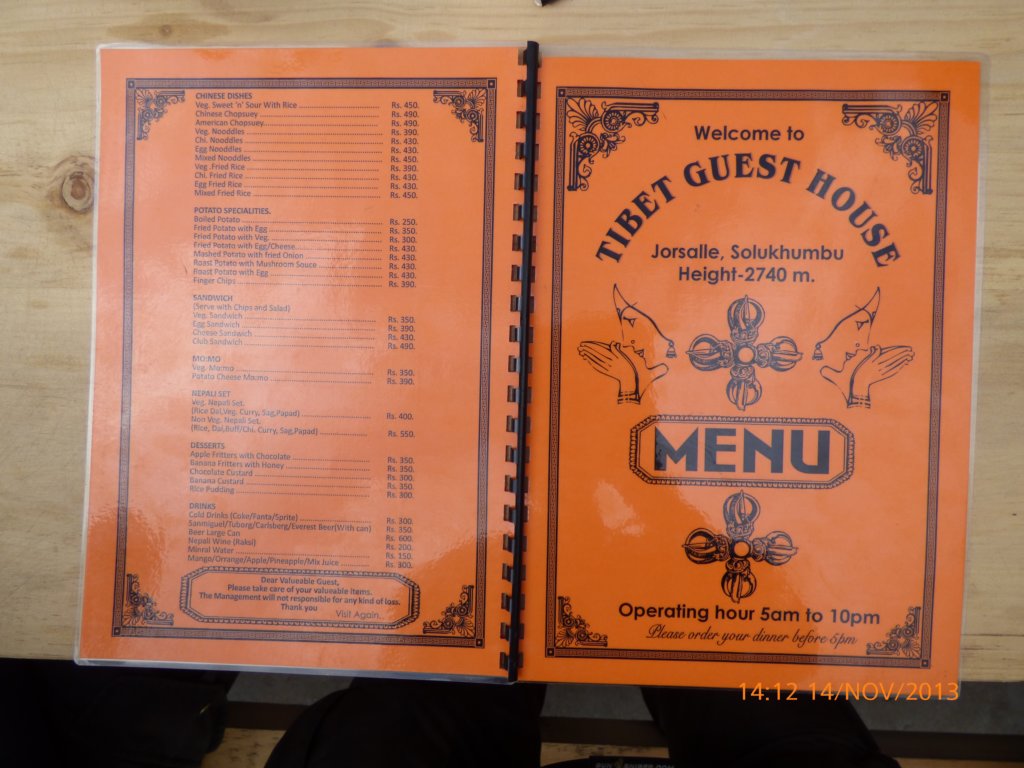 CHINESE DISHES
Veg. Sweet 'n' Sour With Rice Rs. 450.
Chinese Chopsuey Rs. 490.
American Chopsuey Rs. 490.
Veg. Nooddles Rs. 390.
Chi. Nooddles Rs. 430.
Egg Nooddles Rs. 430.
Mixed Nooddles Rs. 450.
Veg .Fried Rice Rs. 390.
Chi. Fried Rice Rs. 430.
Egg Fried Rice Rs. 430.
Mixed Fried Rice Rs. 450.
POTATO SPECIALITIES.
Boiled Potato Rs. 250.
Fried Potato with Egg Rs. 350.
Fried Potato with Veg. Rs. 300.
Fried Potato with Egg/Cheese Rs. 430.
Mashed Potato with fried Onion Rs. 430.
Roast Potato with Mushroom Souce Rs. 430.
Roast Potato with Egg Rs. 430.
Finger Chips Rs. 390.
SANDWICH
(Serve with Chips and Salad)
Veg. Sandwich Rs. 350.
Egg Sandwich Rs. 390.
Cheese Sandwich Rs. 430.
Club Sandwich Rs. 490.
MO:MO
Veg. Mo:mo Rs. 350.
Potato Cheese Mo:mo Rs. 390.
NEPALI SET
Veg. Nepali Set.
(Rice Dal,Veg. Curry, Sag,Papad) Rs. 400.
Non Veg. Nepali Set.
(Rice, Dal,Buff/Chi. Curry, Sag,Papad) Rs. 550.
DESSERTS
Apple Fritters with Chocolate Rs. 350.
Banana Fritters with Honey Rs. 350.
Chocolate Custard Rs. 300.
Banana Custard Rs. 350.
Rice Pudding Rs. 300.
DRINKS
Cold Drinks (Coke/Fanta/Sprite) Rs. 300.
Sanmiguel/Tuborg/Carlsberg/Everest Beer(With can) Rs. 350.
Beer Large Can Rs. 600.
Nepali Wine (Raksi) Rs. 200.
Minral Water Rs. 150.
Mango/Orrange/Apple/Pineapple/Mix Juice Rs. 300.
Dear Valueable Guest,
Please take care of your valueable items.
The Management will not responsible for any kind of loss.
Thank you
Visit Again.
Welcome to
TIBET GUEST HOUSE
Jorsalle, Solukhumbu
Height-2740 m.
MENU
Operating hour 5am to 10pm
Please order your dinner before 5pm
14:12 14/NOV/2013